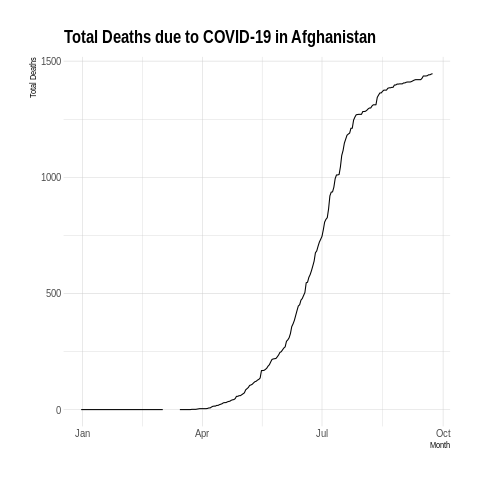 Total Deaths due to COVID-19 in Afghanistan
Total Deaths
1500
1000
500
0
Jan Apr Jul Oct
Month